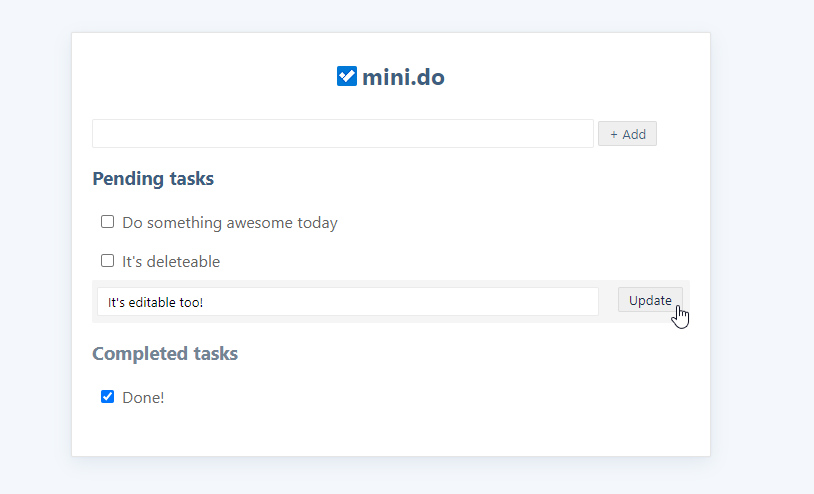 mini.do
+ Add
Pending tasks
Do something awesome today
It's deleteable
It's editable too! Update
Completed tasks
Done!